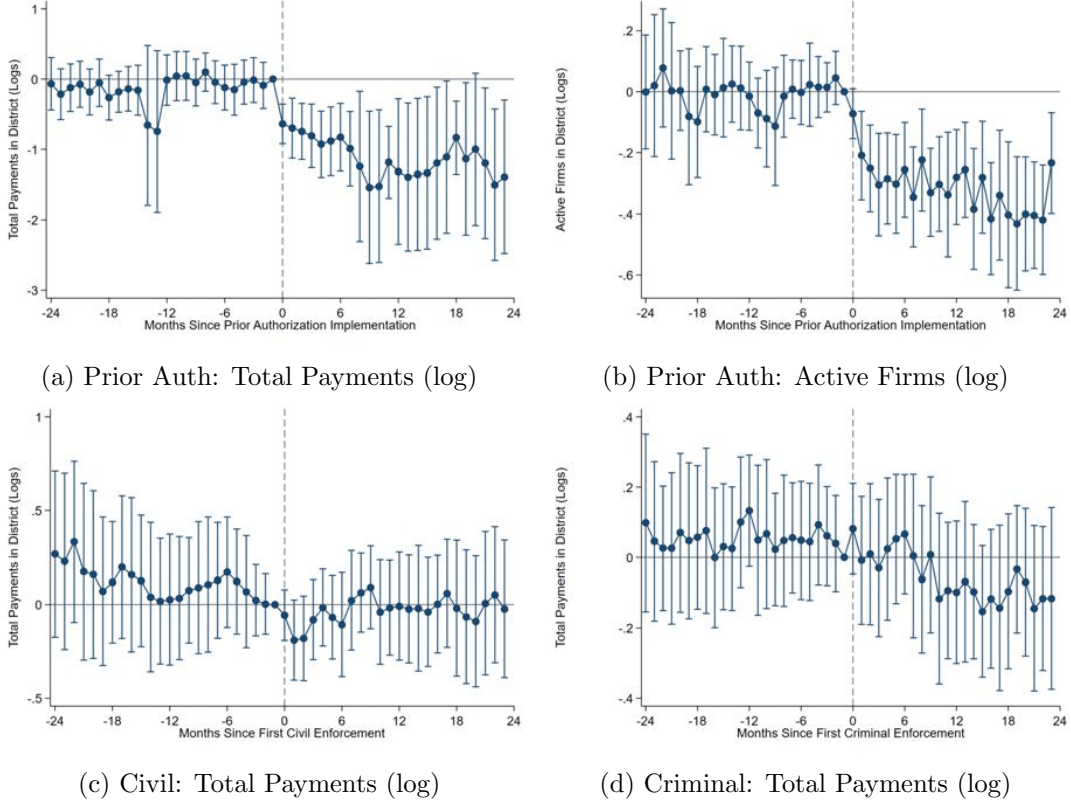 1
0
-1
-2
-3
Total Payments in District (Logs)
-24 -18 -12 -6 0 6 12 18 24
Months Since Prior Authorization Implementation
(a) Prior Auth: Total Payments (log)
.2
0
-.2
-.4
-.6
Active Firms in District (Logs)
-24 -18 -12 -6 0 6 12 18 24
Months Since Prior Authorization Implementation
(b) Prior Auth: Active Firms (log)
1
.5
0
-.5
Total Payments in District (Logs)
-24 -18 -12 -6 0 6 12 18 24
Months Since First Civil Enforcement
(c) Civil: Total Payments (log)
.4
.2
0
-.2
-.4
Total Payments in District (Logs)
-24 -18 -12 -6 0 6 12 18 24
Months Since First Criminal Enforcement
(d) Criminal: Total Payments (log)